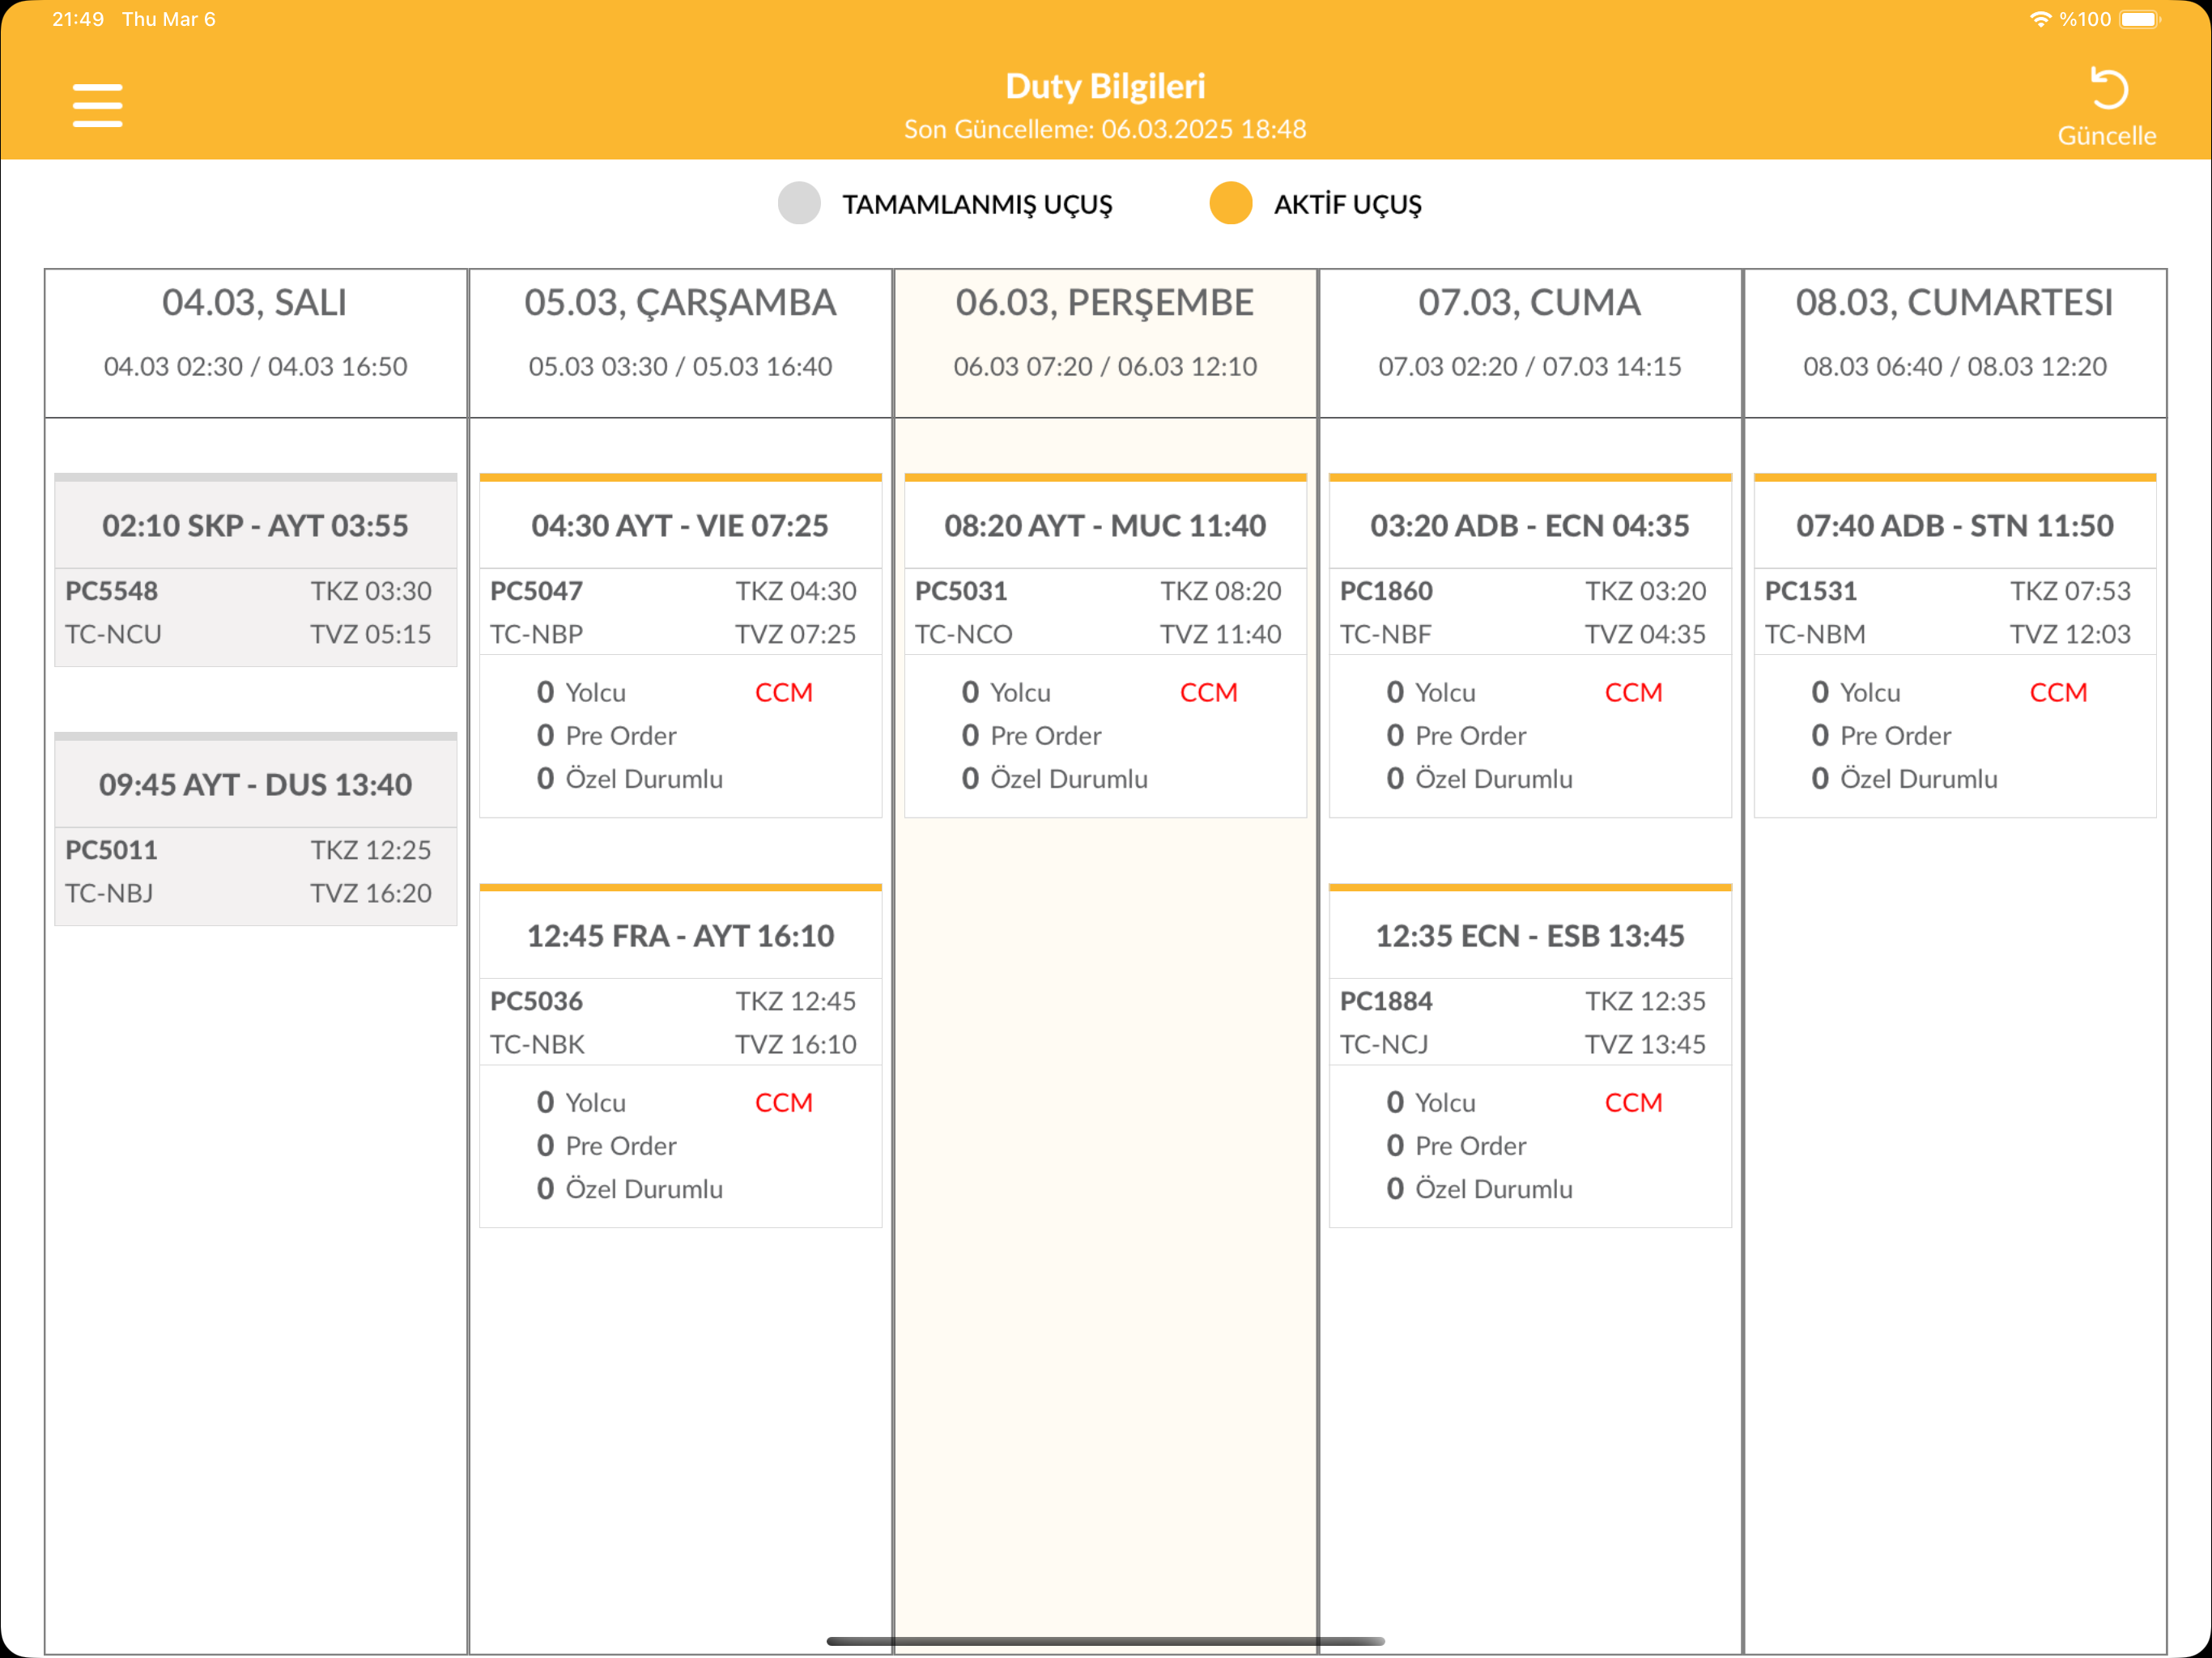 21:49 Thu Mar 6
%100
Duty Bilgileri
Son Güncelleme: 06.03.2025 18:48
Güncelle
TAMAMLANMIŞ UÇUŞ
AKTİF UÇUŞ
04.03, SALI
04.03 02:30 / 04.03 16:50
02:10 SKP - AYT 03:55
PC5548 TKZ 03:30
TC-NCU TVZ 05:15
09:45 AYT - DUS 13:40
PC5011 TKZ 12:25
TC-NBJ TVZ 16:20
05.03, ÇARŞAMBA
05.03 03:30 / 05.03 16:40
04:30 AYT - VIE 07:25
PC5047 TKZ 04:30
TC-NBP TVZ 07:25
0 Yolcu CCM
0 Pre Order
0 Özel Durumlu
12:45 FRA - AYT 16:10
PC5036 TKZ 12:45
TC-NBK TVZ 16:10
0 Yolcu CCM
0 Pre Order
0 Özel Durumlu
06.03, PERŞEMBE
06.03 07:20 / 06.03 12:10
08:20 AYT - MUC 11:40
PC5031 TKZ 08:20
TC-NCO TVZ 11:40
0 Yolcu CCM
0 Pre Order
0 Özel Durumlu
07.03, CUMA
07.03 02:20 / 07.03 14:15
03:20 ADB - ECN 04:35
PC1860 TKZ 03:20
TC-NBF TVZ 04:35
0 Yolcu CCM
0 Pre Order
0 Özel Durumlu
12:35 ECN - ESB 13:45
PC1884 TKZ 12:35
TC-NCJ TVZ 13:45
0 Yolcu CCM
0 Pre Order
0 Özel Durumlu
08.03, CUMARTESI
08.03 06:40 / 08.03 12:20
07:40 ADB - STN 11:50
PC1531 TKZ 07:53
TC-NBM TVZ 12:03
0 Yolcu CCM
0 Pre Order
0 Özel Durumlu